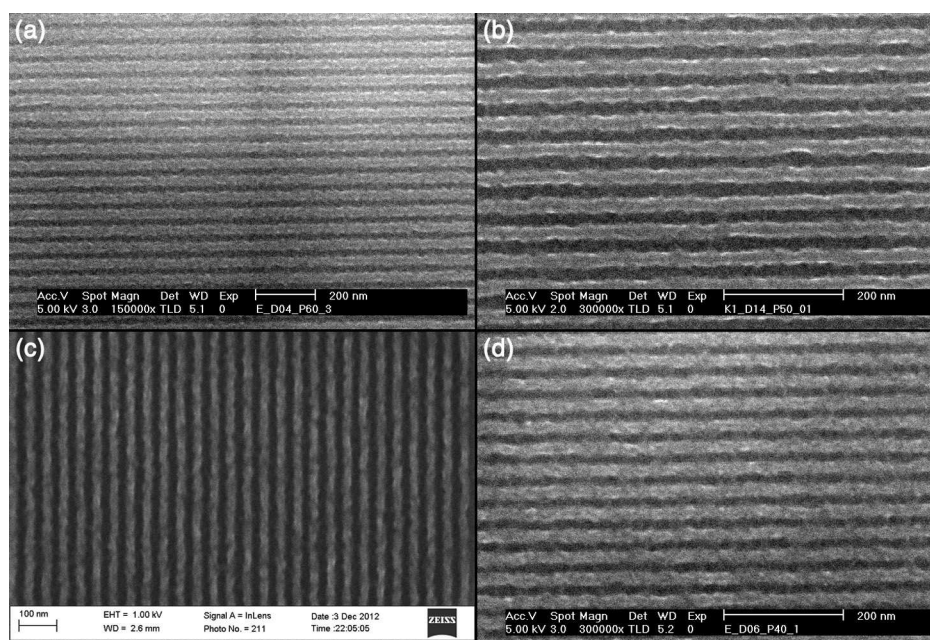 (a)
Acc.V Spot Magn Det WD Exp 200 nm
5.00 kV 3.0 150000x TLD 5.1 0 E_D04_P60_3
(b)
Acc.V Spot Magn Det WD Exp 200 nm
5.00 kV 2.0 300000x TLD 5.1 0 K1_D14_P50_01
(c)
100 nm EHT = 1.00 kV Signal A = InLens Date :3 Dec 2012 ZEISS
WD = 2.6 mm Photo No. = 211 Time :22:05:05
(d)
Acc.V Spot Magn Det WD Exp 200 nm
5.00 kV 3.0 300000x TLD 5.2 0 E_D06_P40_1